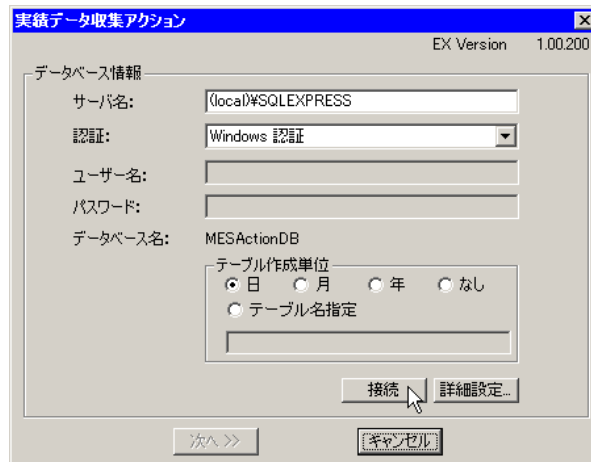 実績データ収集アクション
EX Version 1.00.200
データベース情報
サーバ名: (local)¥SQLEXPRESS
認証: Windows 認証
ユーザー名:
パスワード:
データベース名: MESActionDB
テーブル作成単位
日 月 年 なし
テーブル名指定
接続 詳細設定...
次へ >> キャンセル